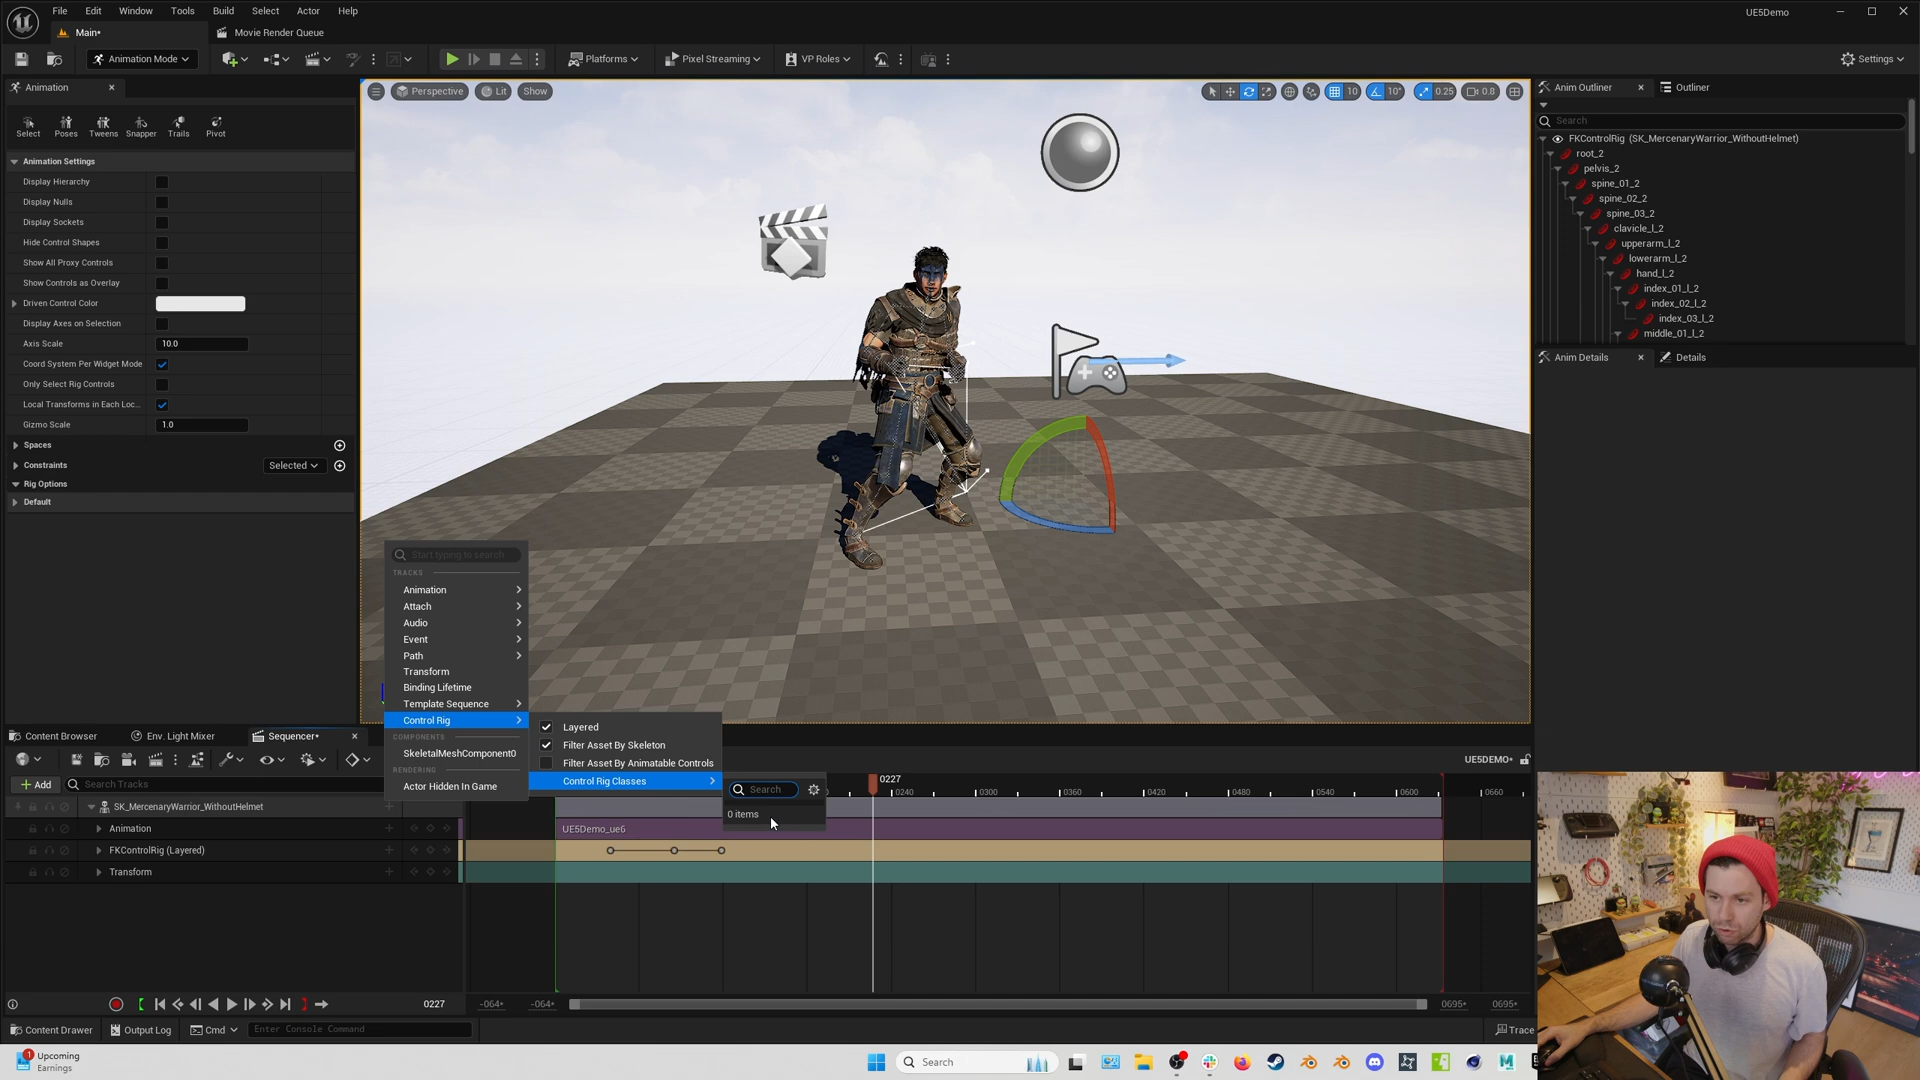 File Edit Window Tools Build Select Actor Help
UE5Demo
Main*
Movie Render Queue
Animation Mode
Platforms
Pixel Streaming
VP Roles
Settings
Animation
Perspective
Lit
Show
10
10°
0.25
0.8
Anim Outliner
Outliner
Select
Poses
Tweens
Snapper
Trails
Pivot
Search
FKControlRig (SK_MercenaryWarrior_WithoutHelmet)
root_2
pelvis_2
spine_01_2
spine_02_2
spine_03_2
clavicle_l_2
upperarm_l_2
lowerarm_l_2
hand_l_2
index_01_l_2
index_02_l_2
index_03_l_2
middle_01_l_2
Anim Details
Details
Animation Settings
Display Hierarchy
Display Nulls
Display Sockets
Hide Control Shapes
Show All Proxy Controls
Show Controls as Overlay
Driven Control Color
Display Axes on Selection
Axis Scale
10.0
Coord System Per Widget Mode
Only Select Rig Controls
Local Transforms in Each Loc...
Gizmo Scale
1.0
Spaces
Constraints
Selected
Rig Options
Default
Start typing to search
TRACKS
Animation
Attach
Audio
Event
Path
Transform
Binding Lifetime
Template Sequence
Control Rig
COMPONENTS
SkeletalMeshComponent0
RENDERING
Actor Hidden In Game
Layered
Filter Asset By Skeleton
Filter Asset By Animatable Controls
Control Rig Classes
Search
0 items
Content Browser
Env. Light Mixer
Sequencer*
UE5DEMO*
Add
Search Tracks
0227
0240
0300
0360
0420
0480
0540
0600
0660
SK_MercenaryWarrior_WithoutHelmet
Animation
UE5Demo_ue6
FKControlRig (Layered)
Transform
0227
-064+
-064+
0695+
0695+
Content Drawer
Output Log
Cmd
Enter Console Command
Trace
1
Upcoming
Earnings
Search